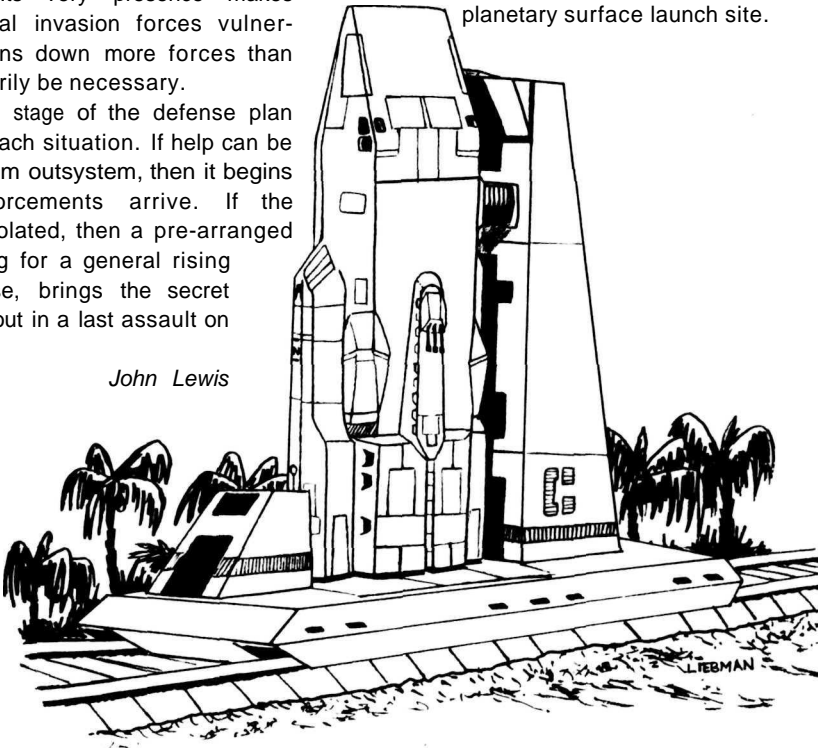 very presence makes
al invasion forces vulner-
ns down more forces than
rily be necessary.
stage of the defense plan
ach situation. If help can be
m outsystem, then it begins
orcements arrive. If the
olated, then a pre-arranged
g for a general rising
e, brings the secret
out in a last assault on
John Lewis
planetary surface launch site.
LIEBMAN